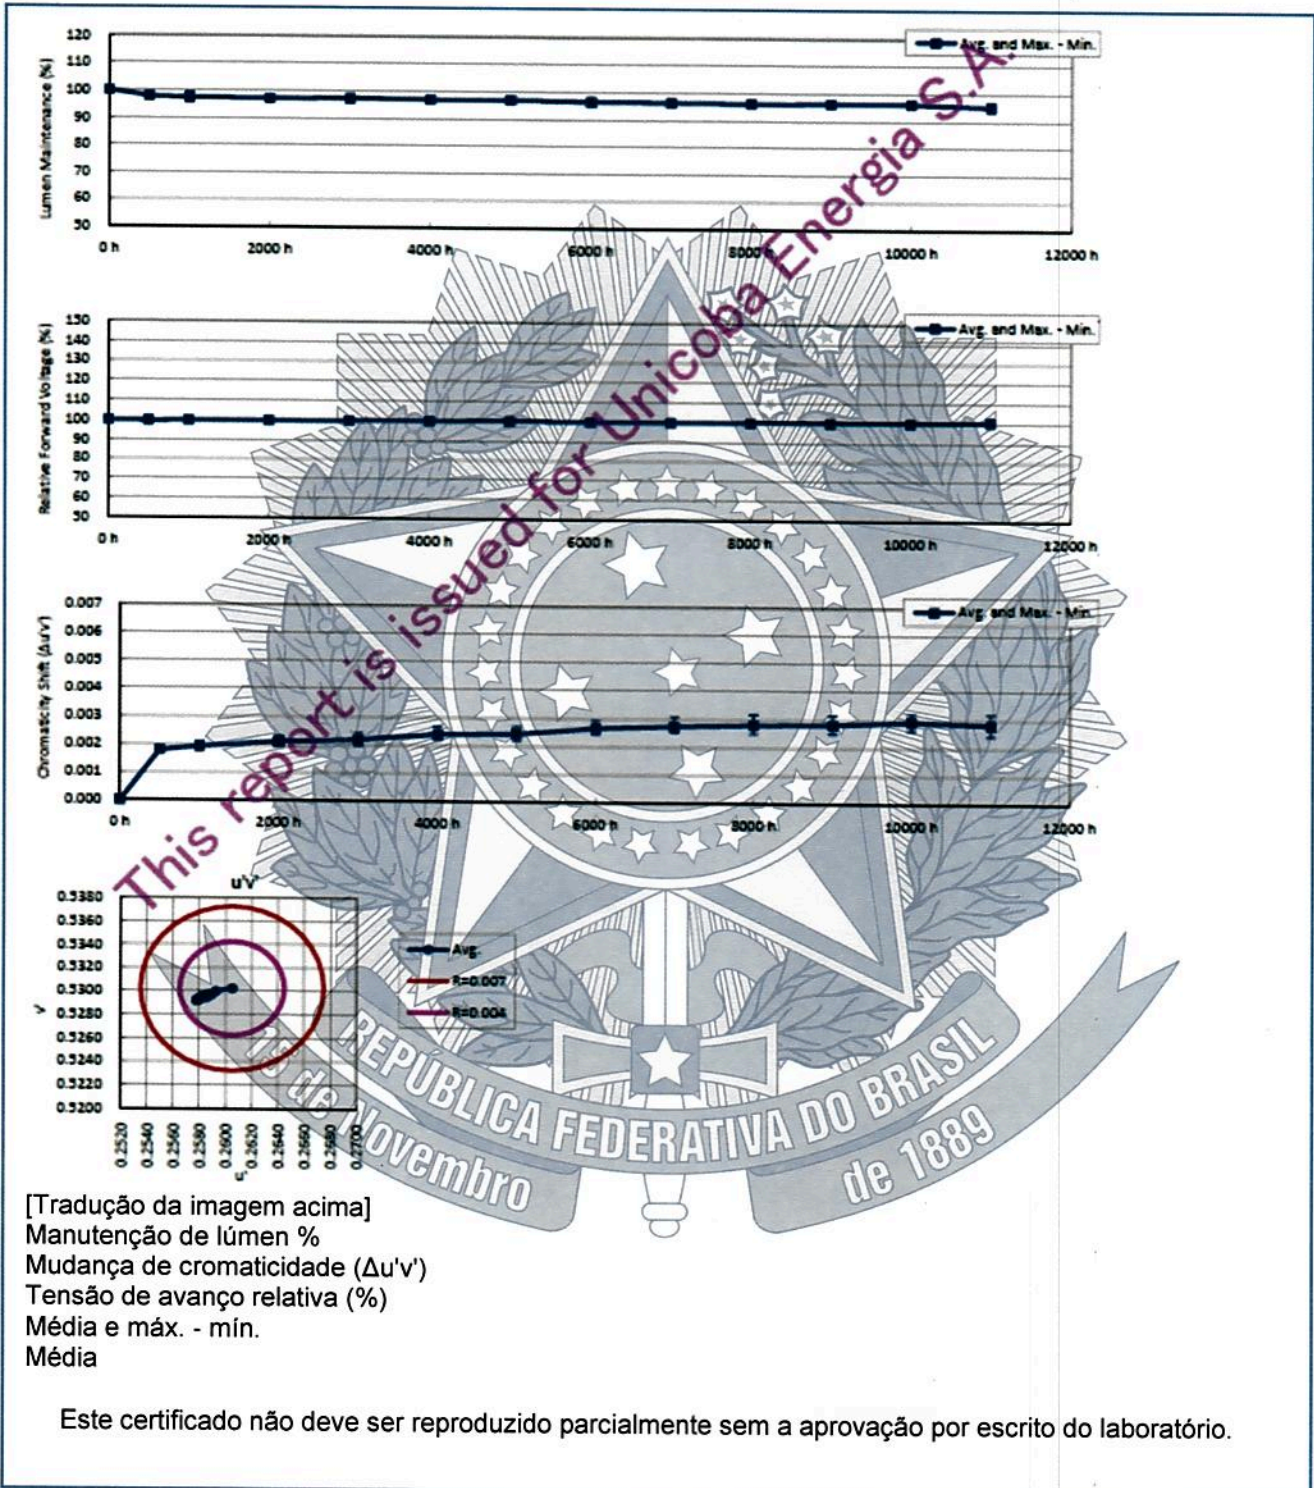 Lumen Maintenance (%)
120
110
100
90
80
70
60
50
0 h 2000 h 4000 h 6000 h 8000 h 10000 h 12000 h
Avg. and Max. - Min.
Relative Forward Voltage (%)
150
140
130
120
110
100
90
80
70
60
50
0 h 2000 h 4000 h 6000 h 8000 h 10000 h 12000 h
Avg. and Max. - Min.
Chromaticity Shift (Δu'v')
0.007
0.006
0.005
0.004
0.003
0.002
0.001
0.000
0 h 2000 h 4000 h 6000 h 8000 h 10000 h 12000 h
Avg. and Max. - Min.
This report is issued for Unicoba Energia S.A.
u'v'
v'
0.5380
0.5360
0.5340
0.5320
0.5300
0.5280
0.5260
0.5240
0.5220
0.5200
0.2520
0.2540
0.2560
0.2580
0.2600
0.2620
0.2640
0.2660
0.2680
0.2700
u'
Avg.
R=0.007
R=0.004
REPÚBLICA FEDERATIVA DO BRASIL
de Novembro
de 1889
[Tradução da imagem acima]
Manutenção de lúmen %
Mudança de cromaticidade (Δu'v')
Tensão de avanço relativa (%)
Média e máx. - mín.
Média
Este certificado não deve ser reproduzido parcialmente sem a aprovação por escrito do laboratório.